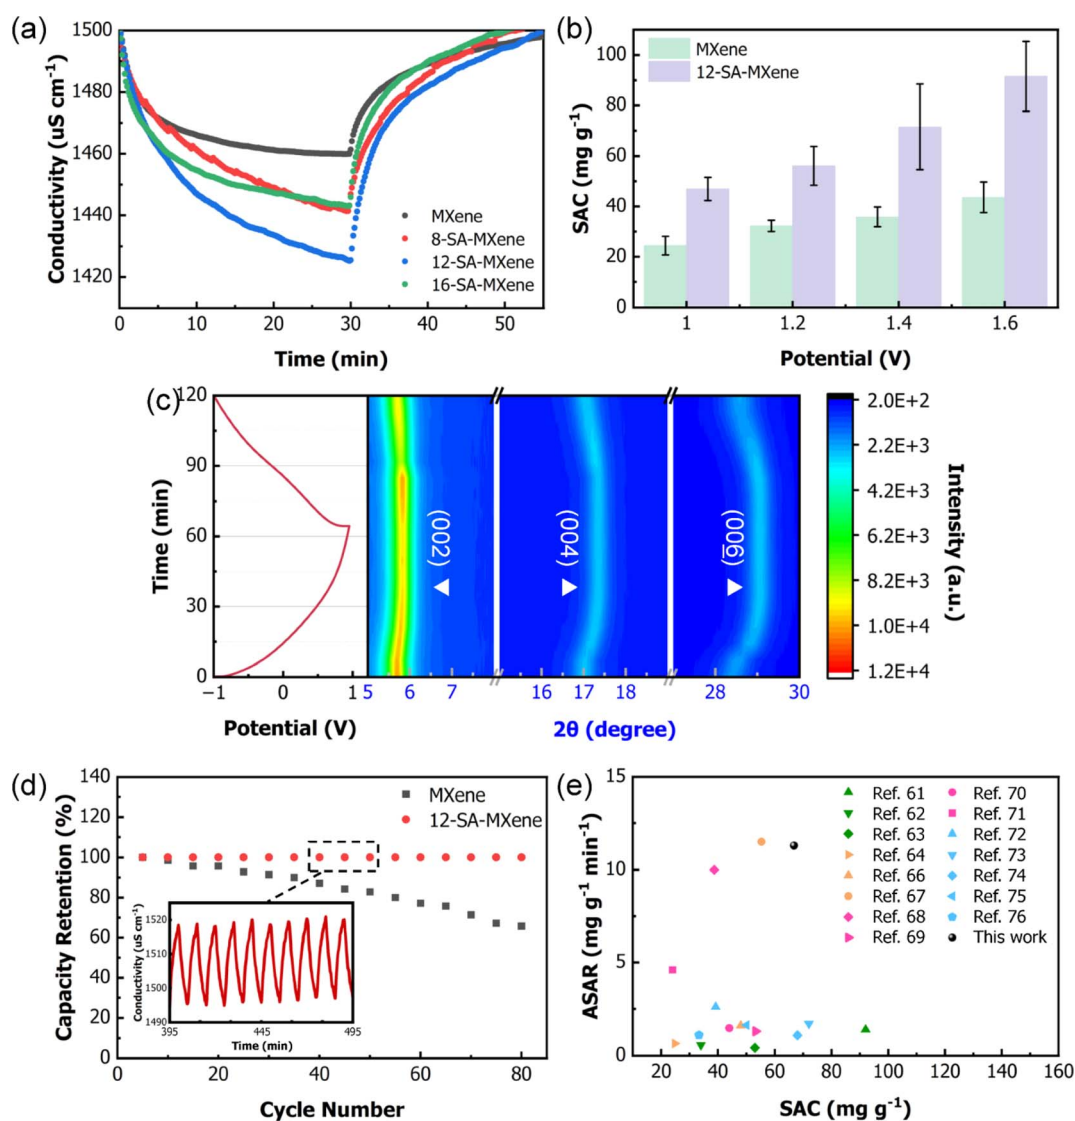 (a)
1500
1480
1460
1440
1420
Conductivity (uS cm⁻¹)
MXene
8-SA-MXene
12-SA-MXene
16-SA-MXene
0 10 20 30 40 50
Time (min)
(b)
100
80
60
40
20
0
SAC (mg g⁻¹)
MXene
12-SA-MXene
1 1.2 1.4 1.6
Potential (V)
(c)
120
90
60
30
0
Time (min)
−1 0 1
Potential (V)
(002)
(004)
(006)
5 6 7 16 17 18 28 30
2θ (degree)
2.0E+2
2.2E+3
4.2E+3
6.2E+3
8.2E+3
1.0E+4
1.2E+4
Intensity (a.u.)
(d)
140
120
100
80
60
40
20
0
Capacity Retention (%)
MXene
12-SA-MXene
1520
1510
1500
1490
Conductivity (uS cm⁻¹)
395 445 495
Time (min)
0 20 40 60 80
Cycle Number
(e)
15
10
5
0
ASAR (mg g⁻¹ min⁻¹)
Ref. 61
Ref. 62
Ref. 63
Ref. 64
Ref. 66
Ref. 67
Ref. 68
Ref. 69
Ref. 70
Ref. 71
Ref. 72
Ref. 73
Ref. 74
Ref. 75
Ref. 76
This work
20 40 60 80 100 120 140 160
SAC (mg g⁻¹)